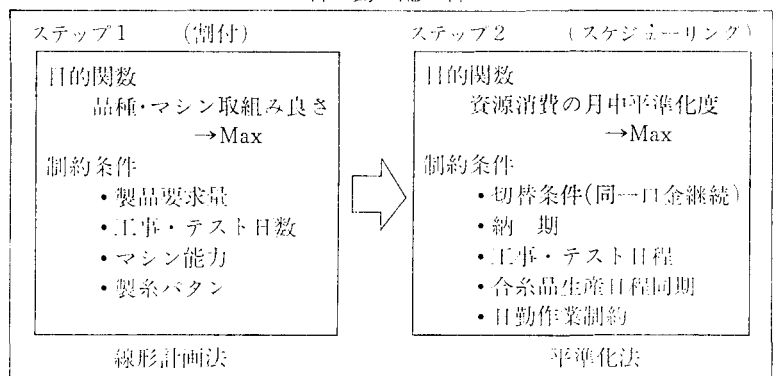 ステップ1 (割付)
目的関数
品種・マシン取組み良さ
→Max
制約条件
・製品要求量
・工事・テスト日数
・マシン能力
・製糸パタン
線形計画法
ステップ2 (スケジューリング)
目的関数
資源消費の月中平準化度
→Max
制約条件
・切替条件(同一口金継続)
・納 期
・工事・テスト日程
・合糸品生産日程同期
・日勤作業制約
平準化法